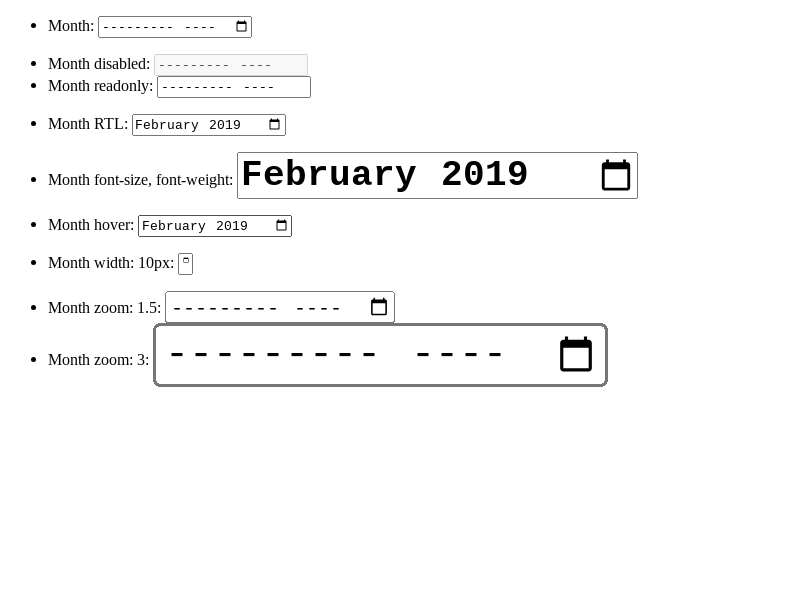 Month: --------- ----
Month disabled: --------- ----
Month readonly: --------- ----
Month RTL: February 2019
Month font-size, font-weight: February 2019
Month hover: February 2019
Month width: 10px:
Month zoom: 1.5: --------- ----
Month zoom: 3: --------- ----